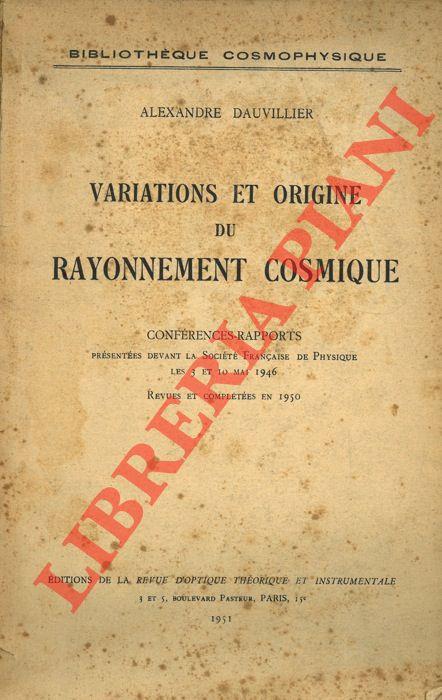 BIBLIOTHÈQUE COSMOPHYSIQUE
ALEXANDRE DAUVILLIER
VARIATIONS ET ORIGINE
DU
RAYONNEMENT COSMIQUE
CONFÉRENCES-RAPPORTS
PRÉSENTÉES DEVANT LA SOCIÉTÉ FRANÇAISE DE PHYSIQUE
LES 3 ET 10 MAI 1946
REVUES ET COMPLÉTÉES EN 1950
ÉDITIONS DE LA REVUE D'OPTIQUE THÉORIQUE ET INSTRUMENTALE
3 ET 5, BOULEVARD PASTEUR, PARIS, 15e
1951
LIBRERIA PIANI